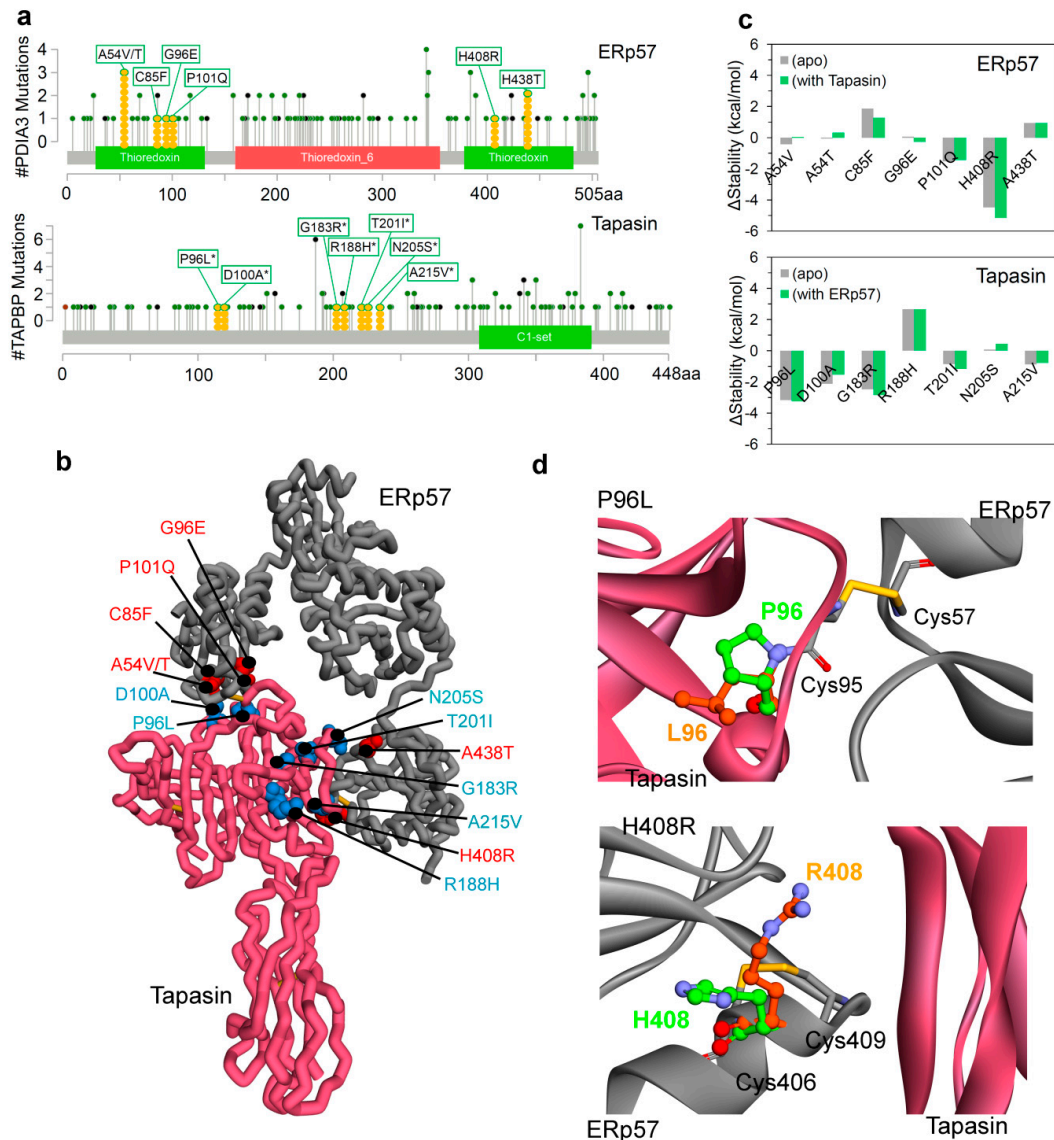 a
#PDIA3 Mutations
4
3
2
1
0
A54V/T
C85F
G96E
P101Q
H408R
H438T
ERp57
Thioredoxin
Thioredoxin_6
Thioredoxin
0
100
200
300
400
505aa
Tapasin
#TAPBP Mutations
6
4
2
0
P96L*
D100A*
G183R*
R188H*
T201I*
N205S*
A215V*
C1-set
0
100
200
300
448aa
c
ΔStability (kcal/mol)
6
4
2
0
-2
-4
-6
(apo)
(with Tapasin)
ERp57
A54V
A54T
C85F
G96E
P101Q
H408R
A438T
ΔStability (kcal/mol)
6
4
2
0
-2
-4
-6
Tapasin
(apo)
(with ERp57)
P96L
D100A
G183R
R188H
T201I
N205S
A215V
b
ERp57
G96E
P101Q
C85F
A54V/T
D100A
P96L
N205S
T201I
A438T
G183R
A215V
H408R
R188H
Tapasin
d
P96L
ERp57
P96
Cys57
Cys95
L96
Tapasin
H408R
R408
H408
Cys409
Cys406
ERp57
Tapasin